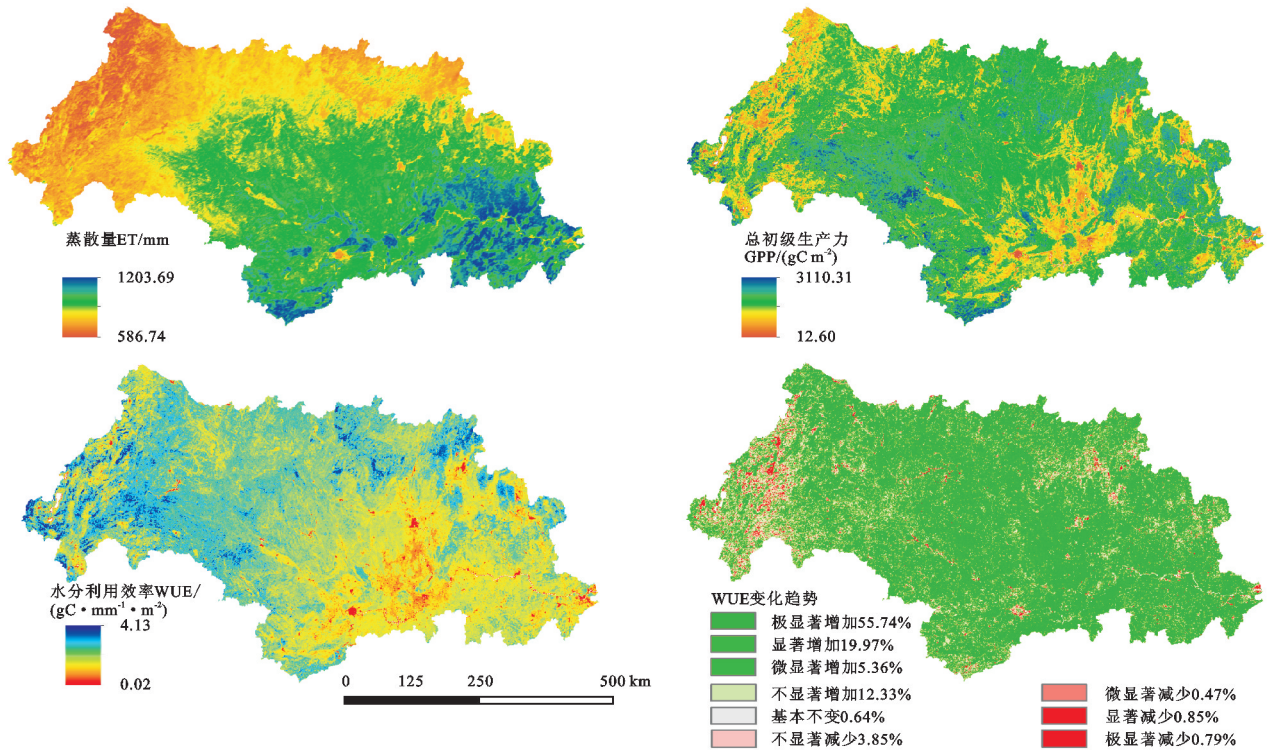 蒸散量ET/mm
1203.69
586.74
总初级生产力
GPP/(gC m⁻²)
3110.31
12.60
水分利用效率WUE/
(gC·mm⁻¹·m⁻²)
4.13
0.02
0 125 250 500 km
WUE变化趋势
极显著增加55.74%
显著增加19.97%
微显著增加5.36%
不显著增加12.33%
基本不变0.64%
不显著减少3.85%
微显著减少0.47%
显著减少0.85%
极显著减少0.79%